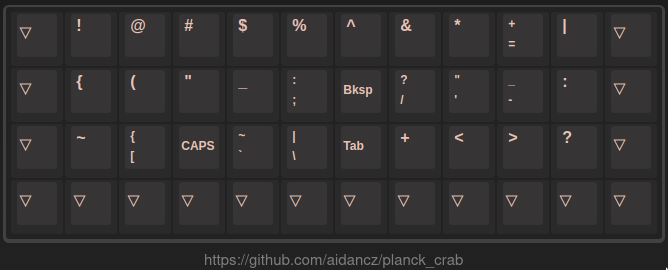 ▽ ! @ # $ % ^ & * + = | ▽
▽ { ( " _ : ; Bksp ? / " ' _ - : ▽
▽ ~ { [ CAPS ~ ` | \ Tab + < > ? ▽
▽ ▽ ▽ ▽ ▽ ▽ ▽ ▽ ▽ ▽ ▽ ▽
https://github.com/aidancz/planck_crab